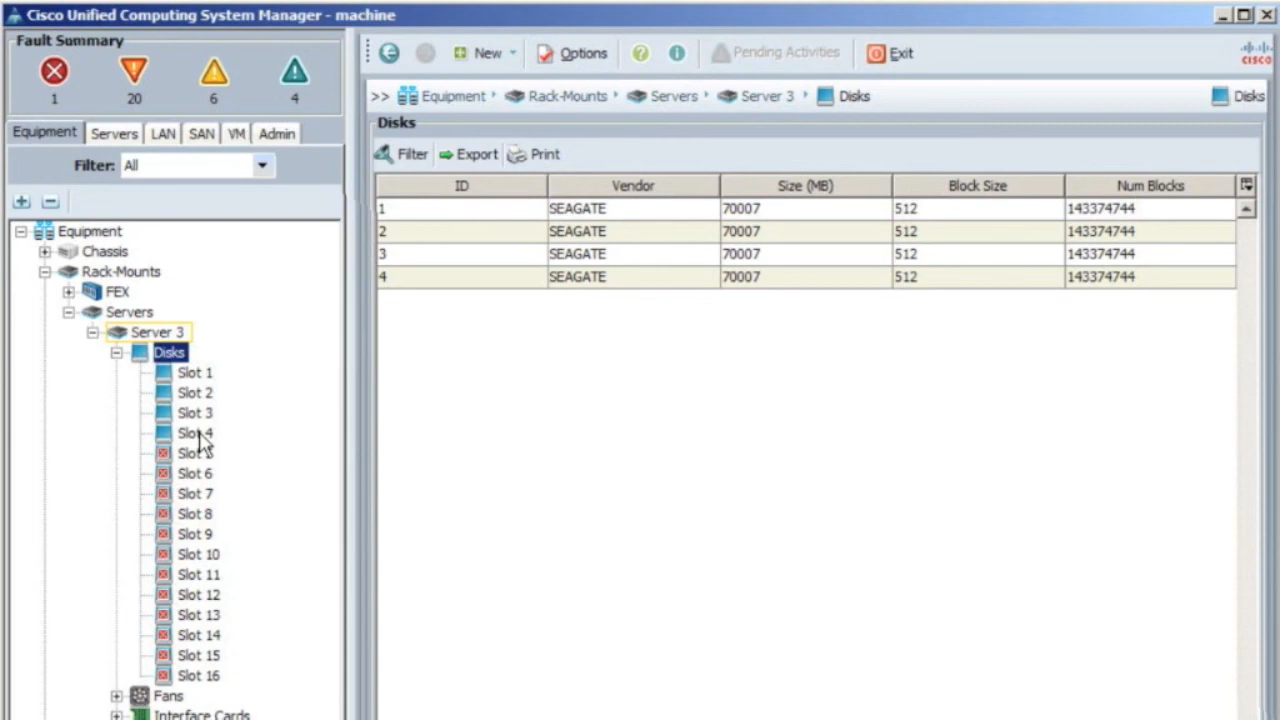 Cisco Unified Computing System Manager - machine
Fault Summary
1 20 6 4
New Options Pending Activities Exit
CISCO
>> Equipment Rack-Mounts Servers Server 3 Disks Disks
Equipment Servers LAN SAN VM Admin
Filter: All
Disks
Filter Export Print
ID Vendor Size (MB) Block Size Num Blocks
1 SEAGATE 70007 512 143374744
2 SEAGATE 70007 512 143374744
3 SEAGATE 70007 512 143374744
4 SEAGATE 70007 512 143374744
Equipment
Chassis
Rack-Mounts
FEX
Servers
Server 3
Disks
Slot 1
Slot 2
Slot 3
Slot 4
Slot 5
Slot 6
Slot 7
Slot 8
Slot 9
Slot 10
Slot 11
Slot 12
Slot 13
Slot 14
Slot 15
Slot 16
Fans
Interface Cards